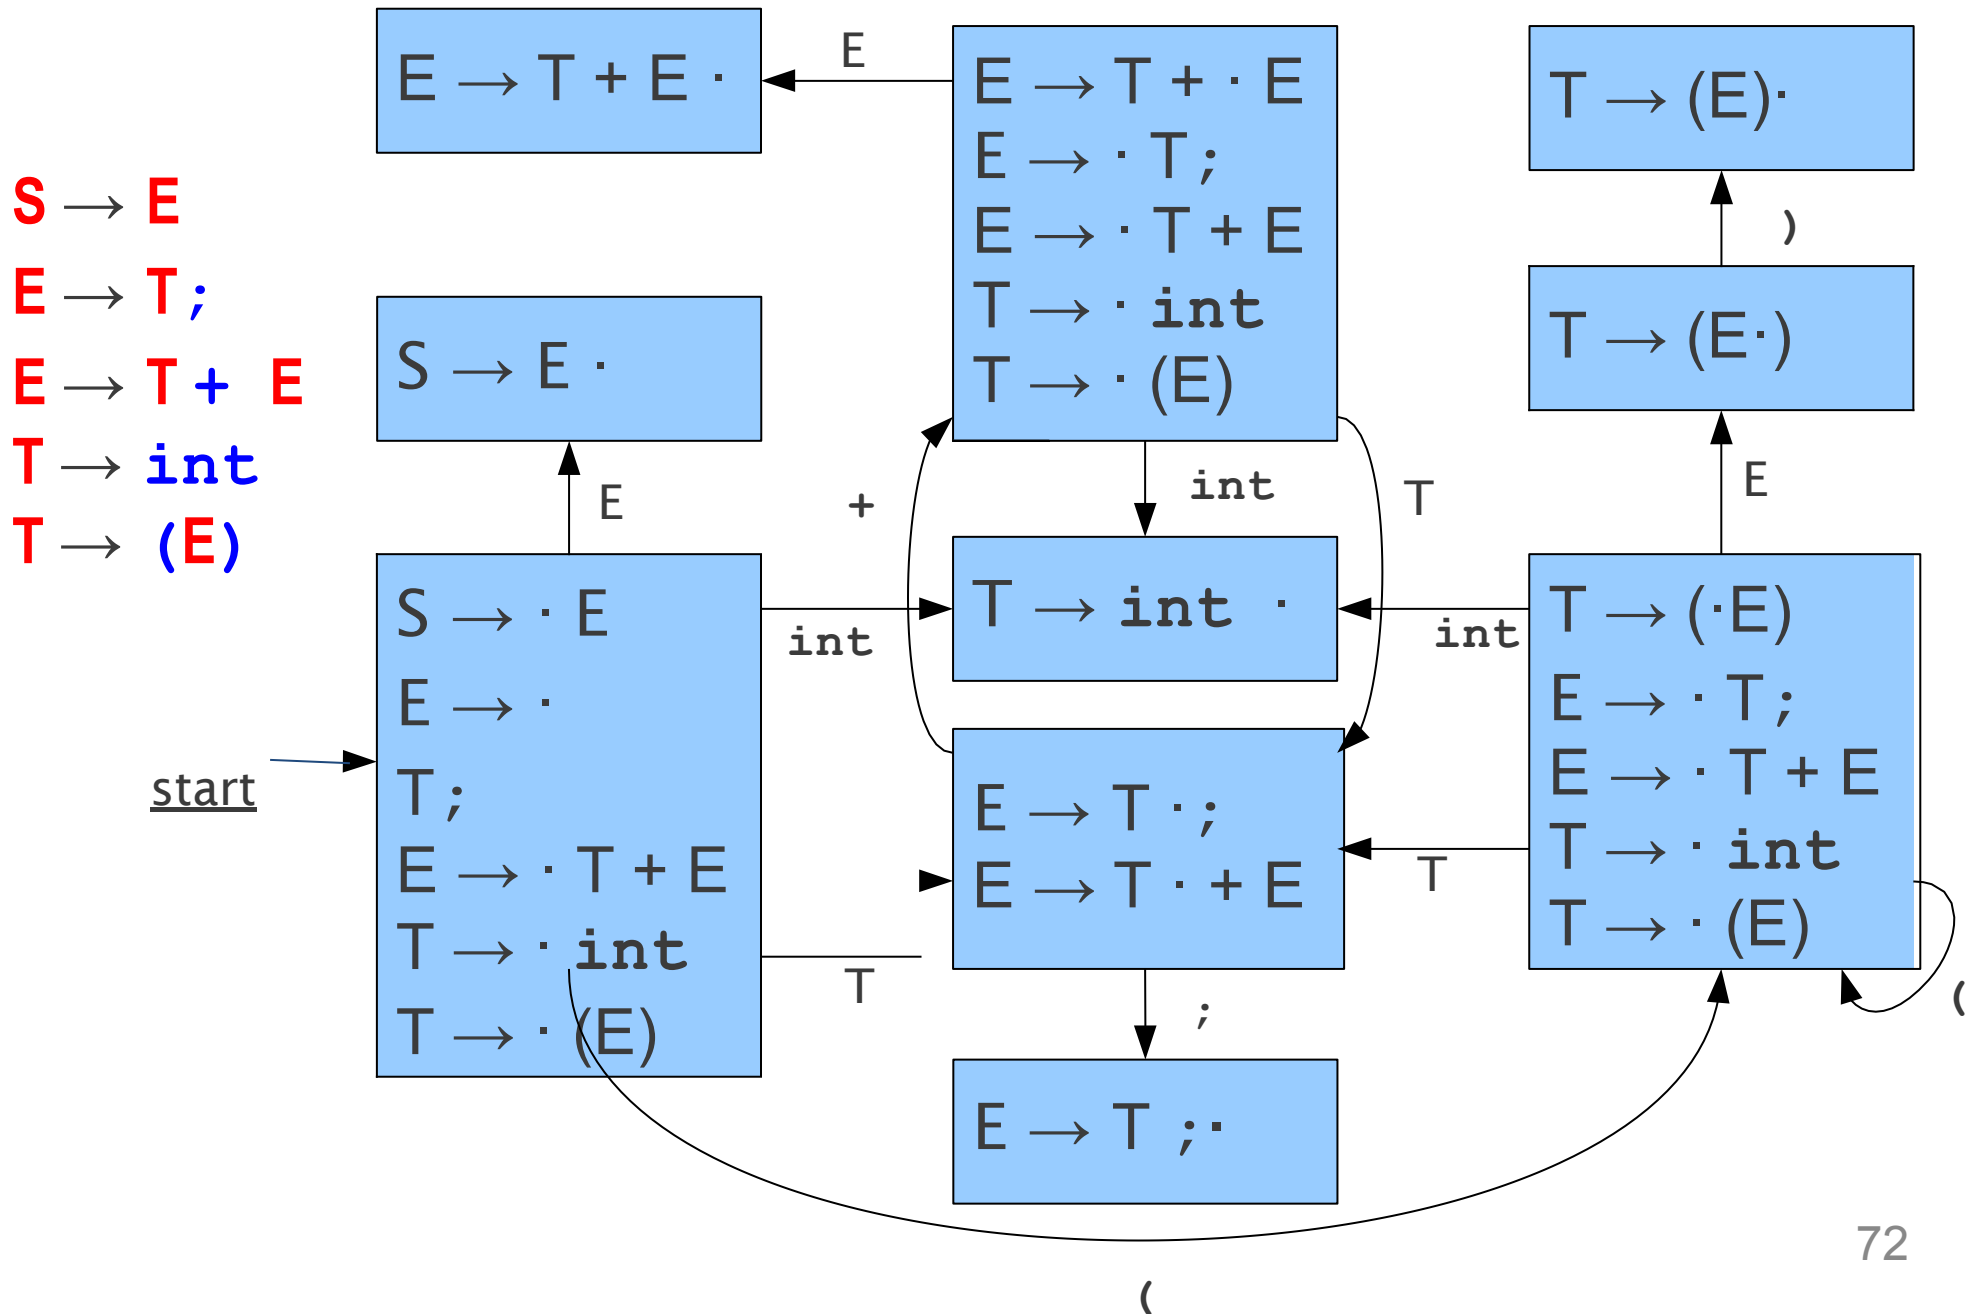 S → E
E → T;
E → T + E
T → int
T → (E)
start
E → T + E ·
E
E → T + · E
E → · T;
E → · T + E
T → · int
T → · (E)
T → (E)·
)
T → (E·)
E
S → E ·
E
+
int
T
S → · E
E → ·
T;
E → · T + E
T → · int
T → · (E)
int
T → int ·
int
T → (·E)
E → · T;
E → · T + E
T → · int
T → · (E)
T
E → T ·;
E → T · + E
T
(
;
E → T ;·
72
(